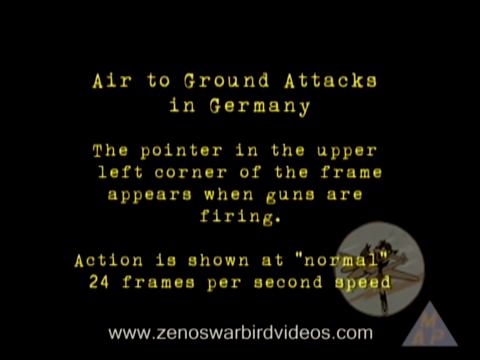 Air to Ground Attacks
in Germany
The pointer in the upper
left corner of the frame
appears when guns are
firing.
Action is shown at "normal"
24 frames per second speed
www.zenoswarbirdvideos.com
MAP